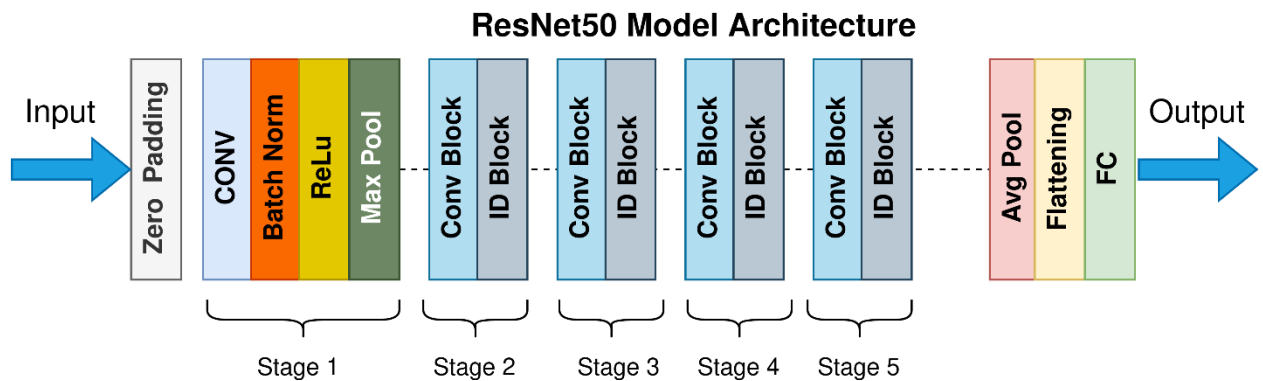 ResNet50 Model Architecture
Input
Zero Padding
CONV
Batch Norm
ReLu
Max Pool
Conv Block
ID Block
Conv Block
ID Block
Conv Block
ID Block
Conv Block
ID Block
Avg Pool
Flattening
FC
Output
Stage 1
Stage 2
Stage 3
Stage 4
Stage 5